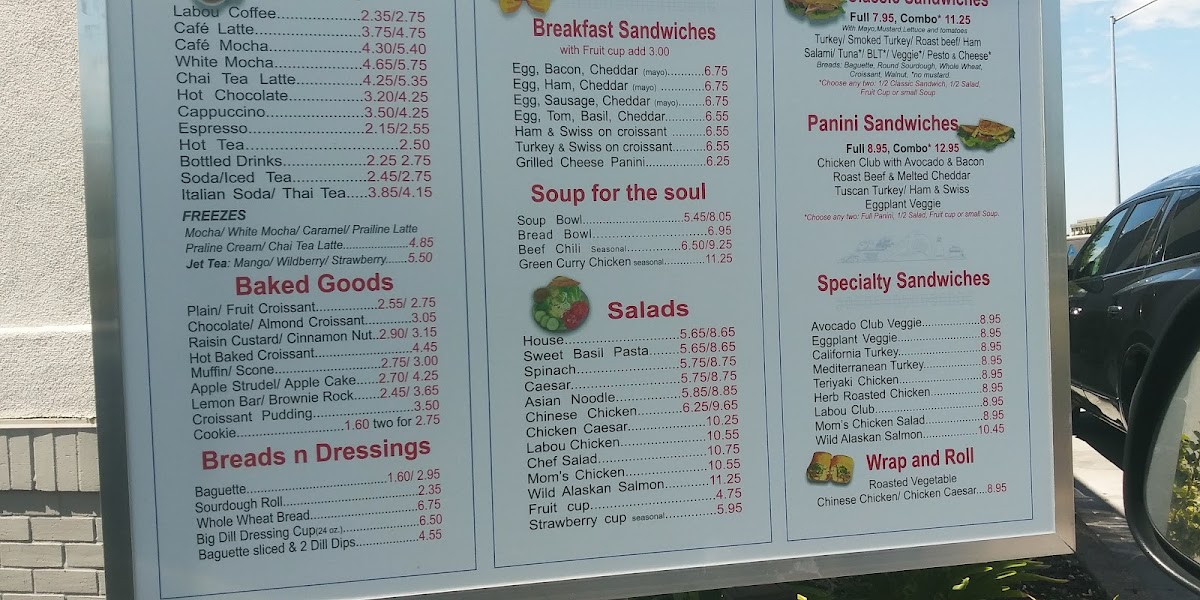 Labou Coffee 2.35/2.75
Café Latte 3.75/4.75
Café Mocha 4.30/5.40
White Mocha 4.65/5.75
Chai Tea Latte 4.25/5.35
Hot Chocolate 3.20/4.25
Cappuccino 3.50/4.25
Espresso 2.15/2.55
Hot Tea 2.50
Bottled Drinks 2.25 2.75
Soda/Iced Tea 2.45/2.75
Italian Soda/ Thai Tea 3.85/4.15
FREEZES
Mocha/ White Mocha/ Caramel/ Prailine Latte
Praline Cream/ Chai Tea Latte 4.85
Jet Tea: Mango/ Wildberry/ Strawberry 5.50
Baked Goods
Plain/ Fruit Croissant 2.55/ 2.75
Chocolate/ Almond Croissant 3.05
Raisin Custard/ Cinnamon Nut 2.90/ 3.15
Hot Baked Croissant 4.45
Muffin/ Scone 2.75/ 3.00
Apple Strudel/ Apple Cake 2.70/ 4.25
Lemon Bar/ Brownie Rock 2.45/ 3.65
Croissant Pudding 3.50
Cookie 1.60 two for 2.75
Breads n Dressings
Baguette 1.60/ 2.95
Sourdough Roll 2.35
Whole Wheat Bread 6.75
Big Dill Dressing Cup(24 oz.) 6.50
Baguette sliced & 2 Dill Dips 4.55
Breakfast Sandwiches
with Fruit cup add 3.00
Egg, Bacon, Cheddar (mayo) 6.75
Egg, Ham, Cheddar (mayo) 6.75
Egg, Sausage, Cheddar (mayo) 6.75
Egg, Tom, Basil, Cheddar 6.55
Ham & Swiss on croissant 6.55
Turkey & Swiss on croissant 6.55
Grilled Cheese Panini 6.25
Soup for the soul
Soup Bowl 5.45/8.05
Bread Bowl 6.95
Beef Chili Seasonal 6.50/9.25
Green Curry Chicken seasonal 11.25
Salads
House 5.65/8.65
Sweet Basil Pasta 5.65/8.65
Spinach 5.75/8.75
Caesar 5.75/8.75
Asian Noodle 5.85/8.85
Chinese Chicken 6.25/9.65
Chicken Caesar 10.25
Labou Chicken 10.55
Chef Salad 10.75
Mom's Chicken 10.55
Wild Alaskan Salmon 11.25
Fruit cup 4.75
Strawberry cup seasonal 5.95
Classic Sandwiches
Full 7.95, Combo* 11.25
With Mayo,Mustard,Lettuce and tomatoes
Turkey/ Smoked Turkey/ Roast beef/ Ham
Salami/ Tuna*/ BLT*/ Veggie*/ Pesto & Cheese*
Breads: Baguette, Round Sourdough, Whole Wheat,
Croissant, Walnut. *no mustard.
*Choose any two: 1/2 Classic Sandwich, 1/2 Salad,
Fruit Cup or small Soup
Panini Sandwiches
Full 8.95, Combo* 12.95
Chicken Club with Avocado & Bacon
Roast Beef & Melted Cheddar
Tuscan Turkey/ Ham & Swiss
Eggplant Veggie
*Choose any two: Full Panini, 1/2 Salad, Fruit cup or small Soup.
Specialty Sandwiches
Avocado Club Veggie 8.95
Eggplant Veggie 8.95
California Turkey 8.95
Mediterranean Turkey 8.95
Teriyaki Chicken 8.95
Herb Roasted Chicken 8.95
Labou Club 8.95
Mom's Chicken Salad 8.95
Wild Alaskan Salmon 10.45
Wrap and Roll
Roasted Vegetable
Chinese Chicken/ Chicken Caesar 8.95